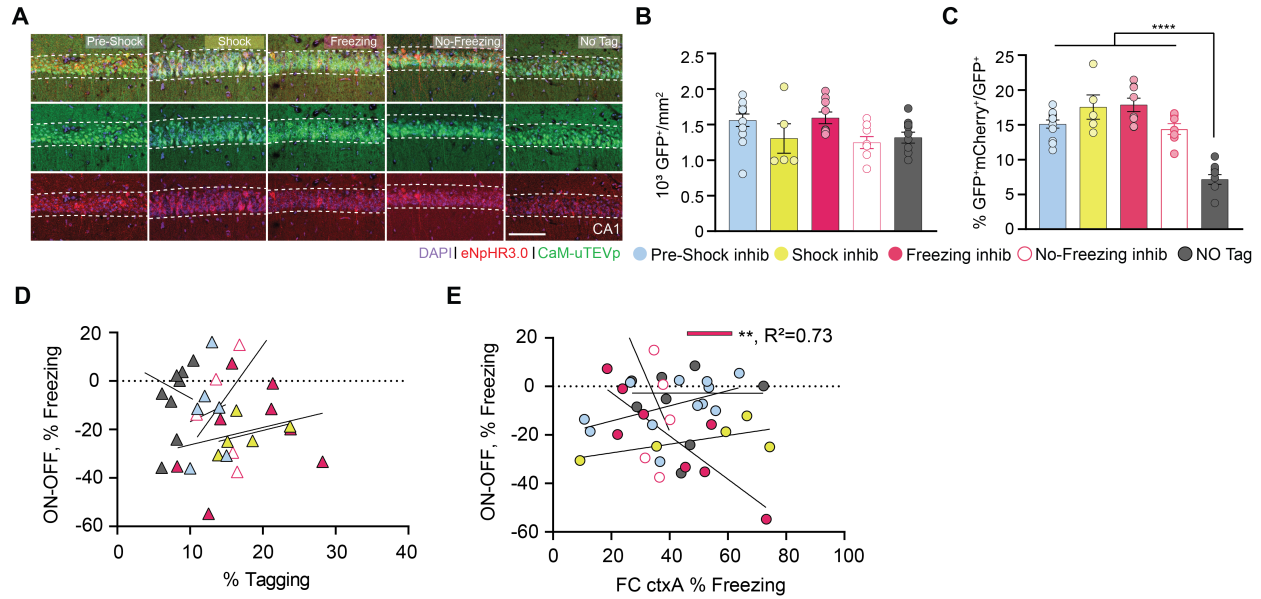 A
Pre-Shock Shock Freezing No-Freezing No Tag
CA1
DAPI | eNpHR3.0 | CaM-uTEVp
B
10³ GFP⁺/mm²
2.5
2.0
1.5
1.0
0.5
0
C
% GFP⁺mCherry⁺/GFP⁺
****
25
20
15
10
5
0
Pre-Shock inhib Shock inhib Freezing inhib No-Freezing inhib NO Tag
D
ON-OFF, % Freezing
20
0
-20
-40
-60
0 10 20 30 40
% Tagging
E
ON-OFF, % Freezing
**, R²=0.73
20
0
-20
-40
-60
0 20 40 60 80 100
FC ctxA % Freezing